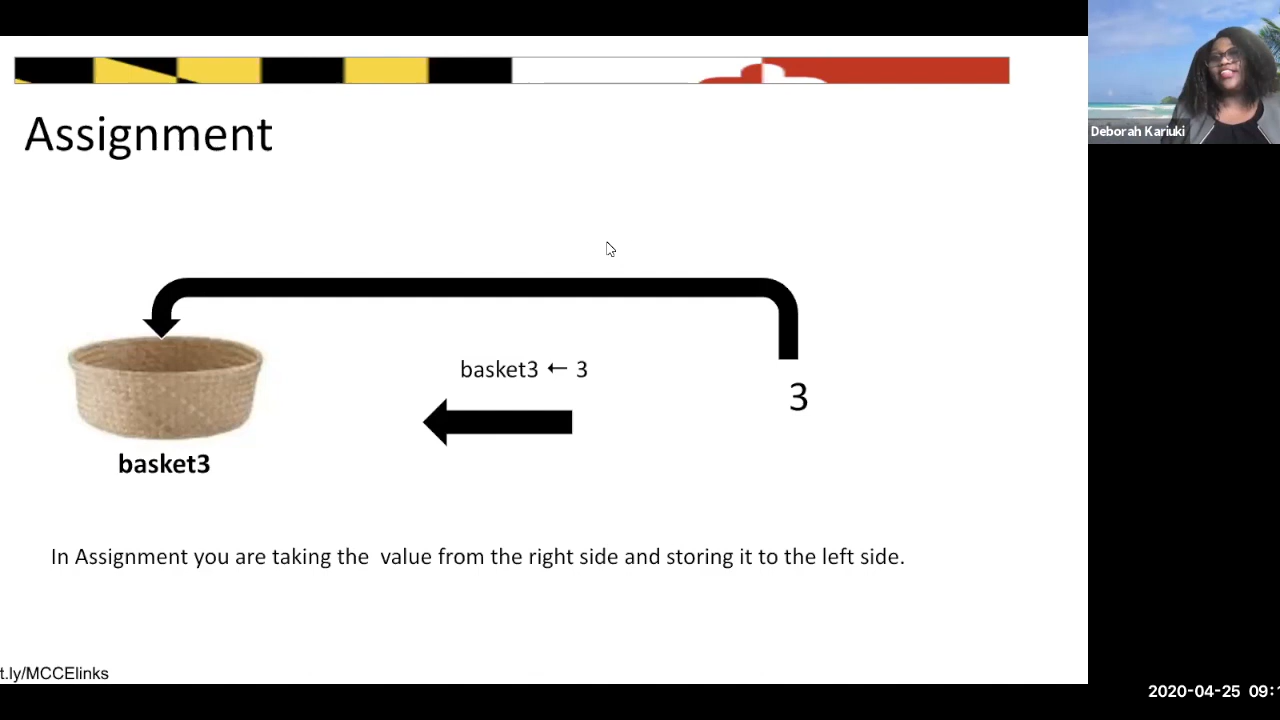 Deborah Kariuki
Assignment
basket3 ← 3
3
basket3
In Assignment you are taking the value from the right side and storing it to the left side.
t.ly/MCCElinks
2020-04-25 09: